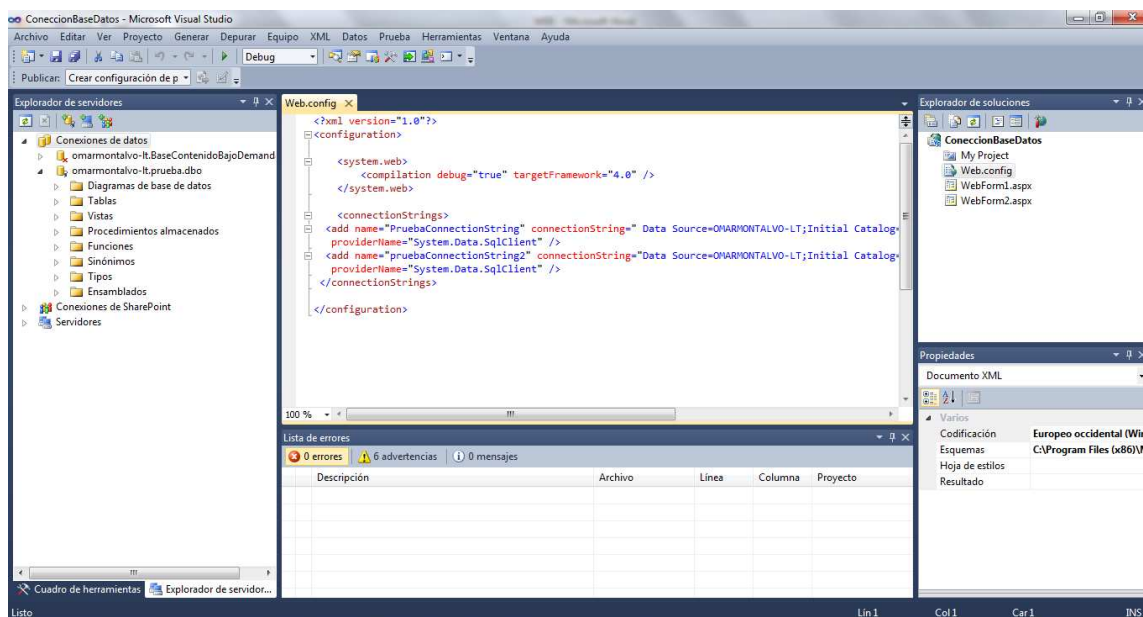 ConeccionBaseDatos - Microsoft Visual Studio
Archivo Editar Ver Proyecto Generar Depurar Equipo XML Datos Prueba Herramientas Ventana Ayuda
Debug
Publicar: Crear configuración de p
Explorador de servidores
Conexiones de datos
omarmontalvo-lt.BaseContenidoBajoDemand
omarmontalvo-lt.prueba.dbo
Diagramas de base de datos
Tablas
Vistas
Procedimientos almacenados
Funciones
Sinónimos
Tipos
Ensamblados
Conexiones de SharePoint
Servidores
Cuadro de herramientas Explorador de servidor...
Web.config
<?xml version="1.0"?>
<configuration>
<system.web>
<compilation debug="true" targetFramework="4.0" />
</system.web>
<connectionStrings>
<add name="PruebaConnectionString" connectionString=" Data Source=OMARMONTALVO-LT;Initial Catalog=
providerName="System.Data.SqlClient" />
<add name="pruebaConnectionString2" connectionString="Data Source=OMARMONTALVO-LT;Initial Catalog=
providerName="System.Data.SqlClient" />
</connectionStrings>
</configuration>
100 %
Lista de errores
0 errores 6 advertencias 0 mensajes
Descripción Archivo Línea Columna Proyecto
Explorador de soluciones
ConeccionBaseDatos
My Project
Web.config
WebForm1.aspx
WebForm2.aspx
Propiedades
Documento XML
Varios
Codificación Europeo occidental (Win
Esquemas C:\Program Files (x86)\M
Hoja de estilos
Resultado
Listo Lín 1 Col 1 Car 1 INS